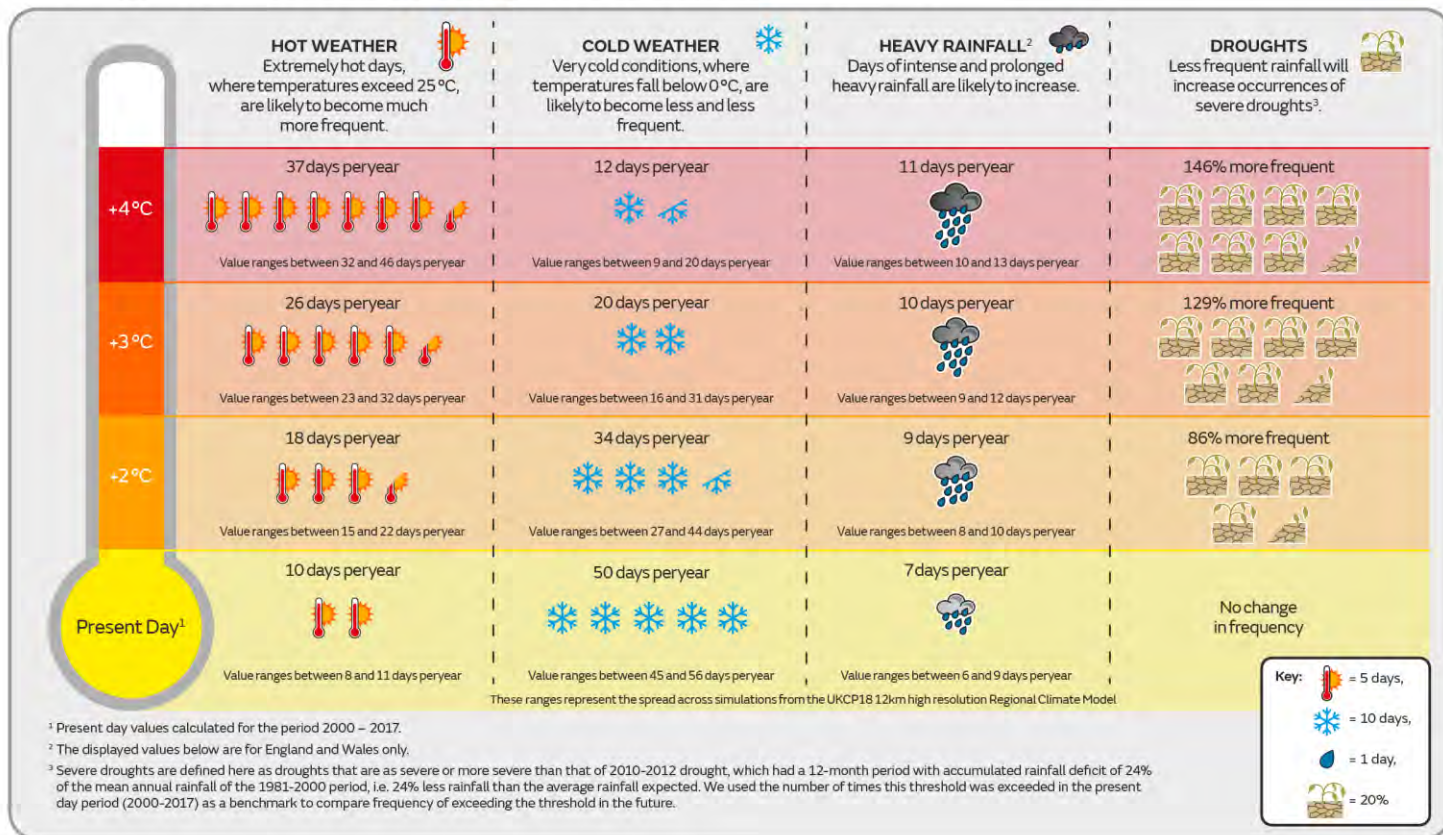 HOT WEATHER
Extremely hot days,
where temperatures exceed 25 °C,
are likely to become much
more frequent.
COLD WEATHER
Very cold conditions, where
temperatures fall below 0 °C, are
likely to become less and less
frequent.
HEAVY RAINFALL²
Days of intense and prolonged
heavy rainfall are likely to increase.
DROUGHTS
Less frequent rainfall will
increase occurrences of
severe droughts³.
+4 °C
37 days per year
Value ranges between 32 and 46 days per year
12 days per year
Value ranges between 9 and 20 days per year
11 days per year
Value ranges between 10 and 13 days per year
146% more frequent
+3 °C
26 days per year
Value ranges between 23 and 32 days per year
20 days per year
Value ranges between 16 and 31 days per year
10 days per year
Value ranges between 9 and 12 days per year
129% more frequent
+2 °C
18 days per year
Value ranges between 15 and 22 days per year
34 days per year
Value ranges between 27 and 44 days per year
9 days per year
Value ranges between 8 and 10 days per year
86% more frequent
Present Day¹
10 days per year
Value ranges between 8 and 11 days per year
50 days per year
Value ranges between 45 and 56 days per year
7 days per year
Value ranges between 6 and 9 days per year
No change
in frequency
These ranges represent the spread across simulations from the UKCP18 12km high resolution Regional Climate Model
Key:
= 5 days,
= 10 days,
= 1 day,
= 20%
¹ Present day values calculated for the period 2000 – 2017.
² The displayed values below are for England and Wales only.
³ Severe droughts are defined here as droughts that are as severe or more severe than that of 2010-2012 drought, which had a 12-month period with accumulated rainfall deficit of 24%
of the mean annual rainfall of the 1981-2000 period, i.e. 24% less rainfall than the average rainfall expected. We used the number of times this threshold was exceeded in the present
day period (2000-2017) as a benchmark to compare frequency of exceeding the threshold in the future.